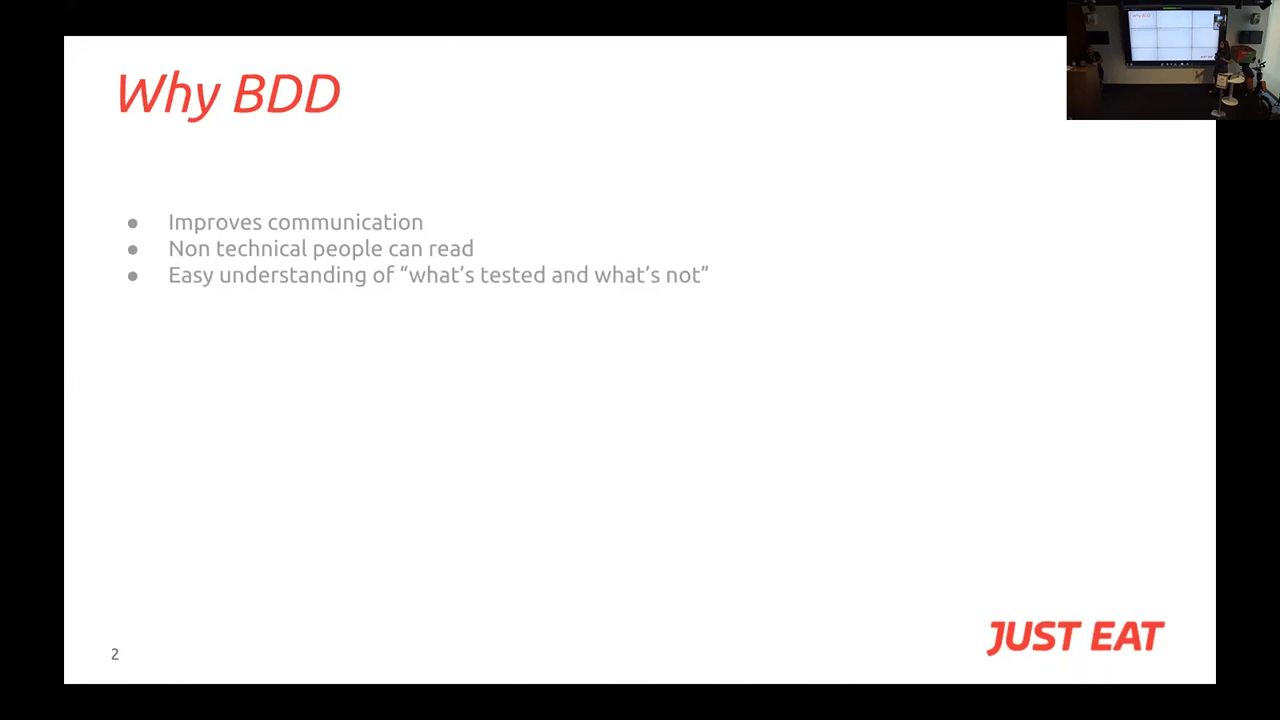 Why BDD
● Improves communication
● Non technical people can read
● Easy understanding of “what’s tested and what’s not”
2
JUST EAT